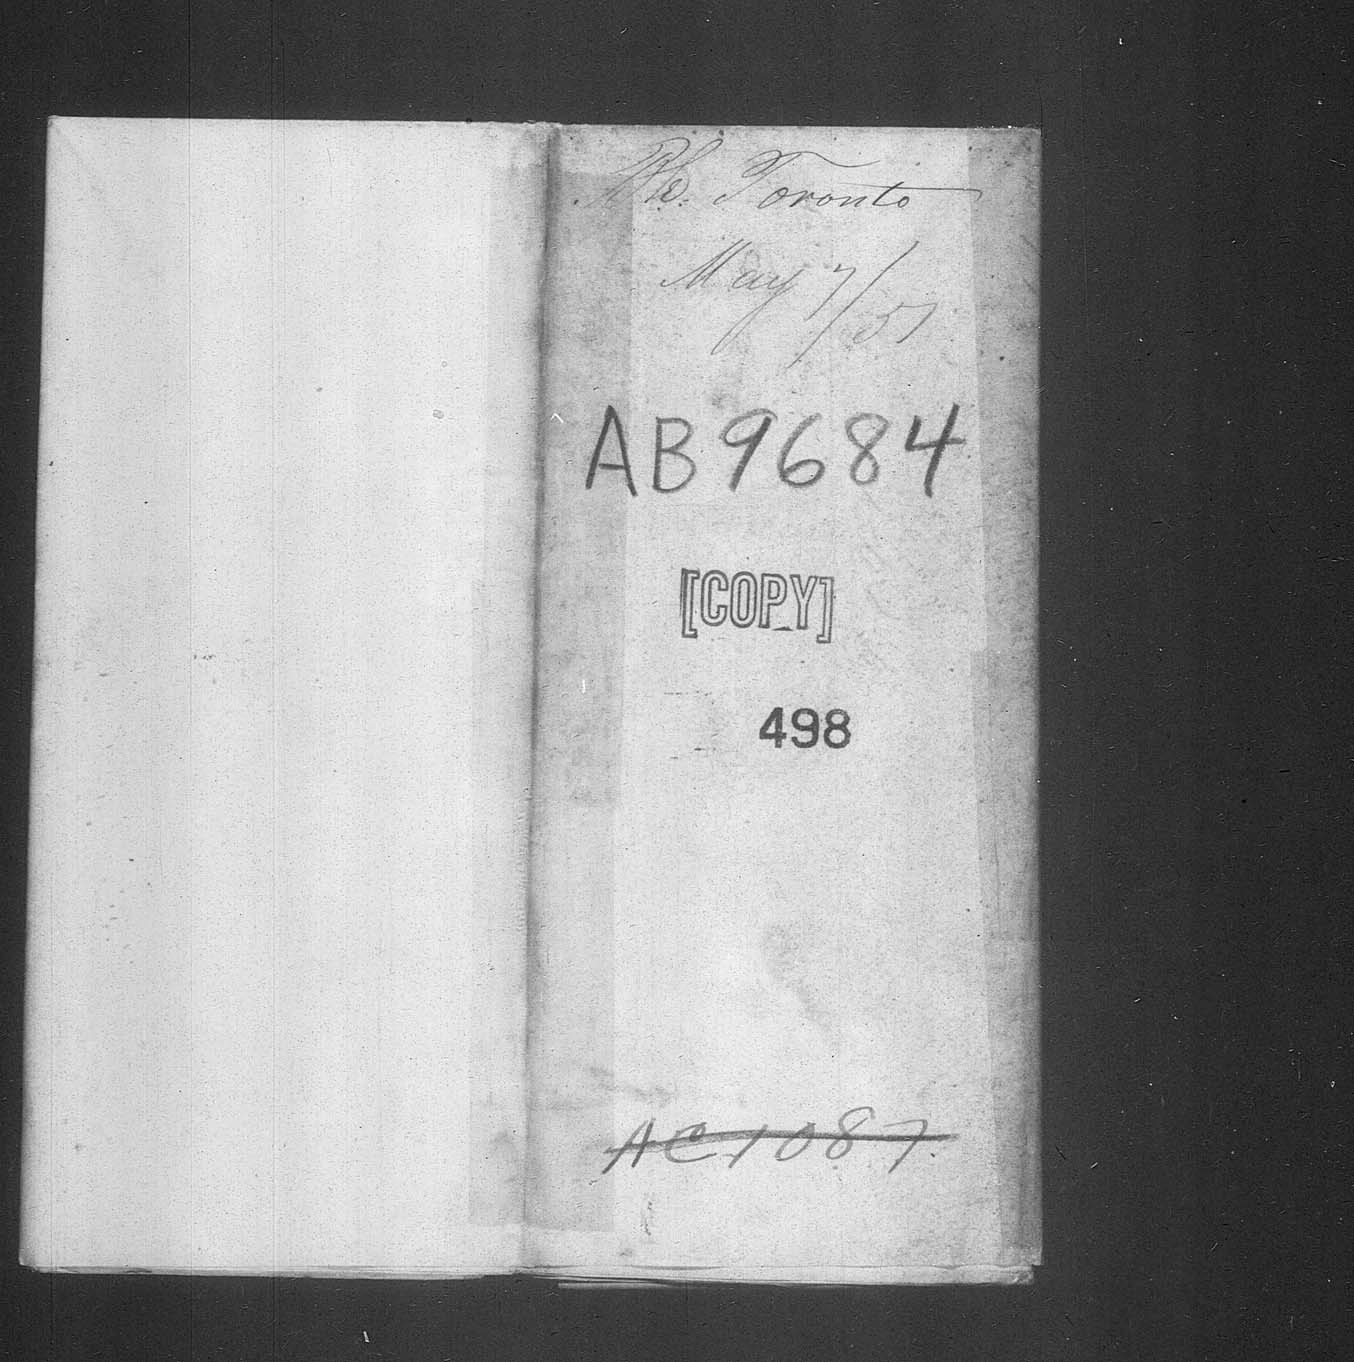 Toronto
May 7/51
AB9684
[COPY]
498
AC1087.